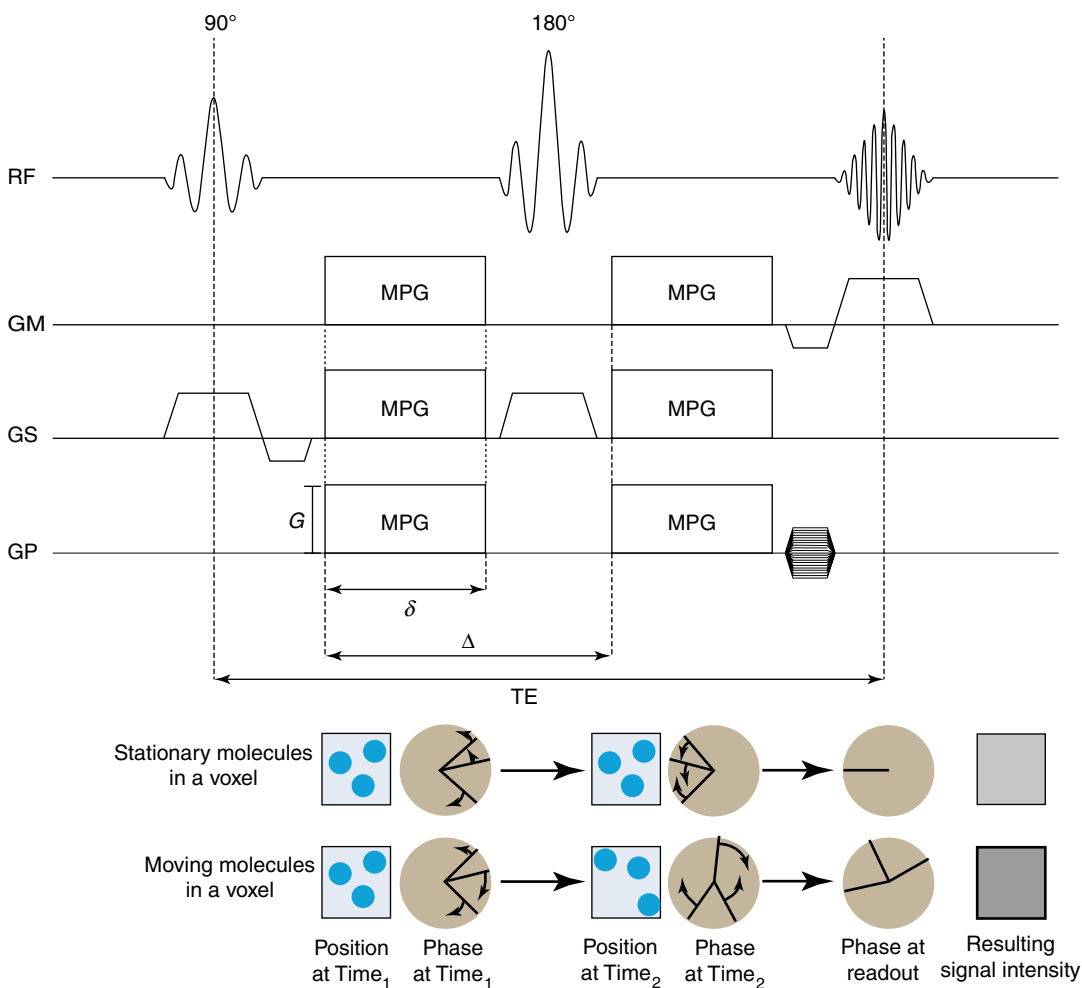 90°
180°
RF
MPG
MPG
GM
MPG
MPG
GS
G
MPG
MPG
GP
δ
Δ
TE
Stationary molecules
in a voxel
Moving molecules
in a voxel
Position
at Time₁
Phase
at Time₁
Position
at Time₂
Phase
at Time₂
Phase at
readout
Resulting
signal intensity